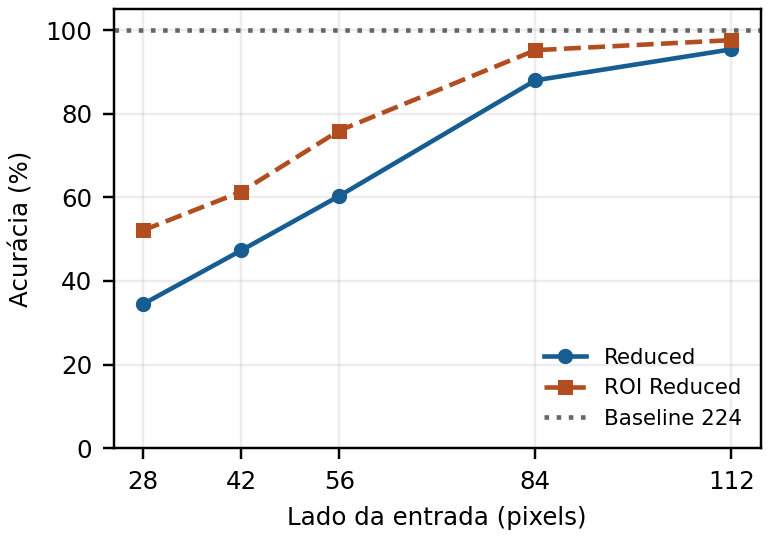 100
80
60
40
20
0
Acurácia (%)
Reduced
ROI Reduced
Baseline 224
28 42 56 84 112
Lado da entrada (pixels)